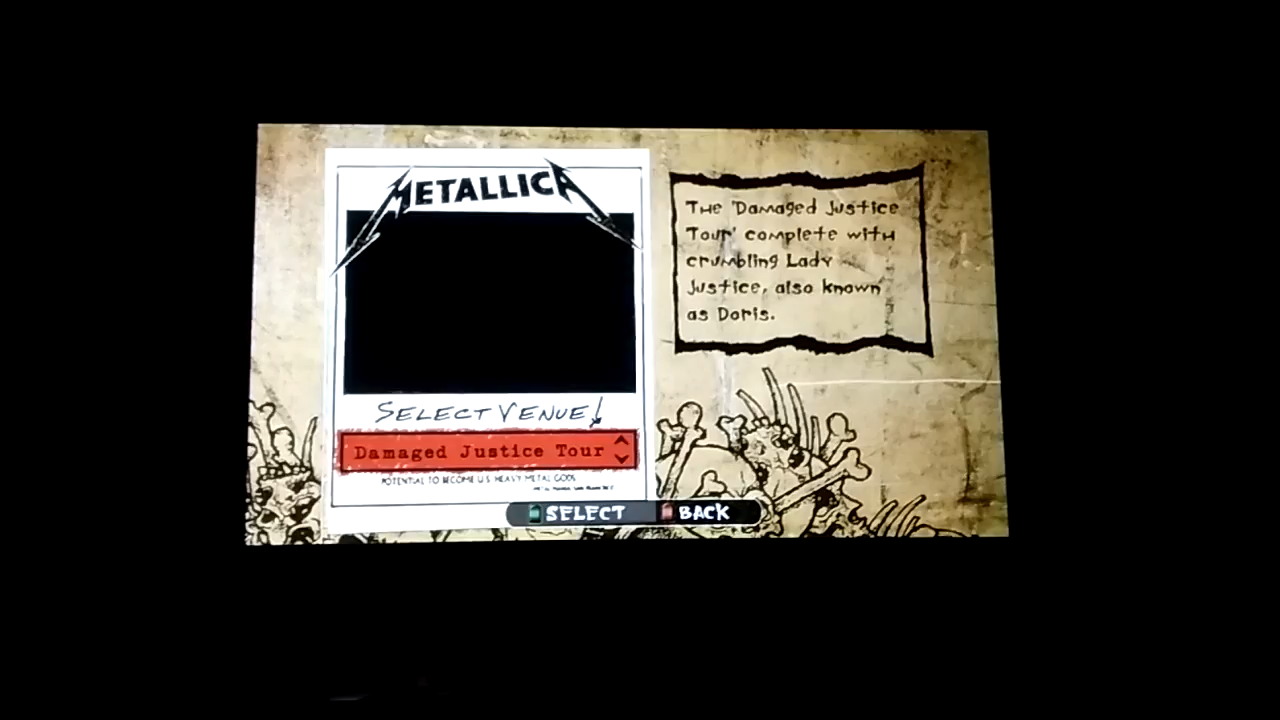 METALLICA
SELECT VENUE!
Damaged Justice Tour
POTENTIAL TO BECOME U.S. HEAVY METAL GODS
SELECT
BACK
The 'Damaged Justice
Tour' complete with
crumbling Lady
Justice, also known
as Doris.